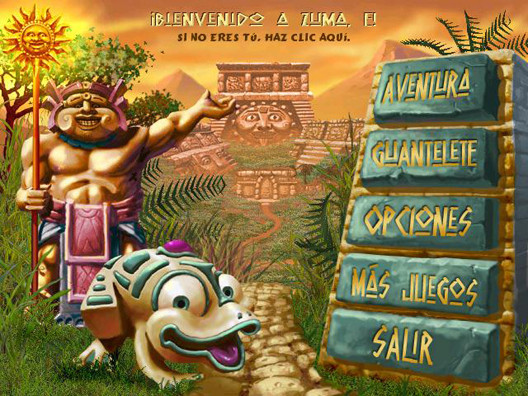 ¡BIENVENIDO A ZUMA, E!
SI NO ERES TÚ, HAZ CLIC AQUÍ.
AVENTURA
GUANTELETE
OPCIONES
MÁS JUEGOS
SALIR